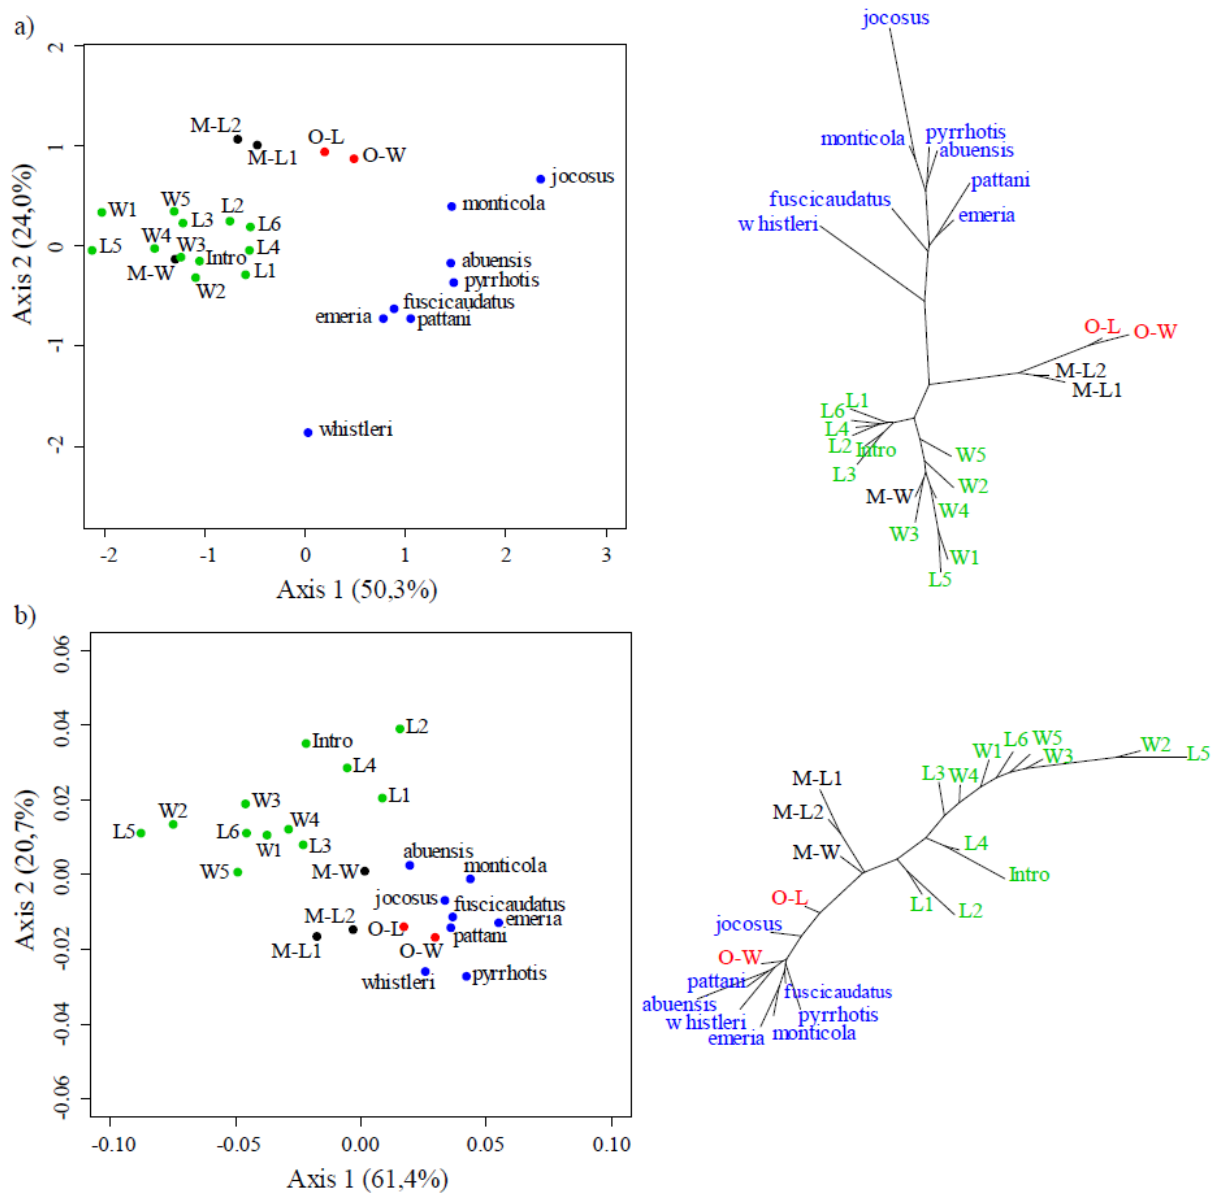 a)
2
1
0
-1
-2
Axis 2 (24,0%)
M-L2
M-L1
O-L
O-W
jocosus
monticola
W1
W5
L3
L2
L6
L5
W4
W3
Intro
L4
M-W
W2
L1
abuensis
pyrrhotis
fuscicaudatus
emeria
pattani
whistleri
-2
-1
0
1
2
3
Axis 1 (50,3%)
jocosus
monticola
pyrrhotis
abuensis
pattani
fuscicaudatus
emeria
w histleri
O-L
O-W
M-L2
M-L1
L6
L1
L4
L2
Intro
L3
W5
W2
M-W
W4
W3
W1
L5
b)
0.06
0.04
0.02
0.00
-0.02
-0.04
-0.06
Axis 2 (20,7%)
L2
Intro
L4
L1
W3
W2
L5
L6
W1
W4
L3
W5
M-W
abuensis
monticola
jocosus
fuscicaudatus
emeria
M-L2
O-L
pattani
M-L1
O-W
whistleri
pyrrhotis
-0.10
-0.05
0.00
0.05
0.10
Axis 1 (61,4%)
W1
L6
W5
W3
W2
L5
M-L1
L3
W4
M-L2
M-W
L4
Intro
O-L
L1
L2
jocosus
O-W
pattani
fuscicaudatus
abuensis
w histleri
pyrrhotis
emeria
monticola